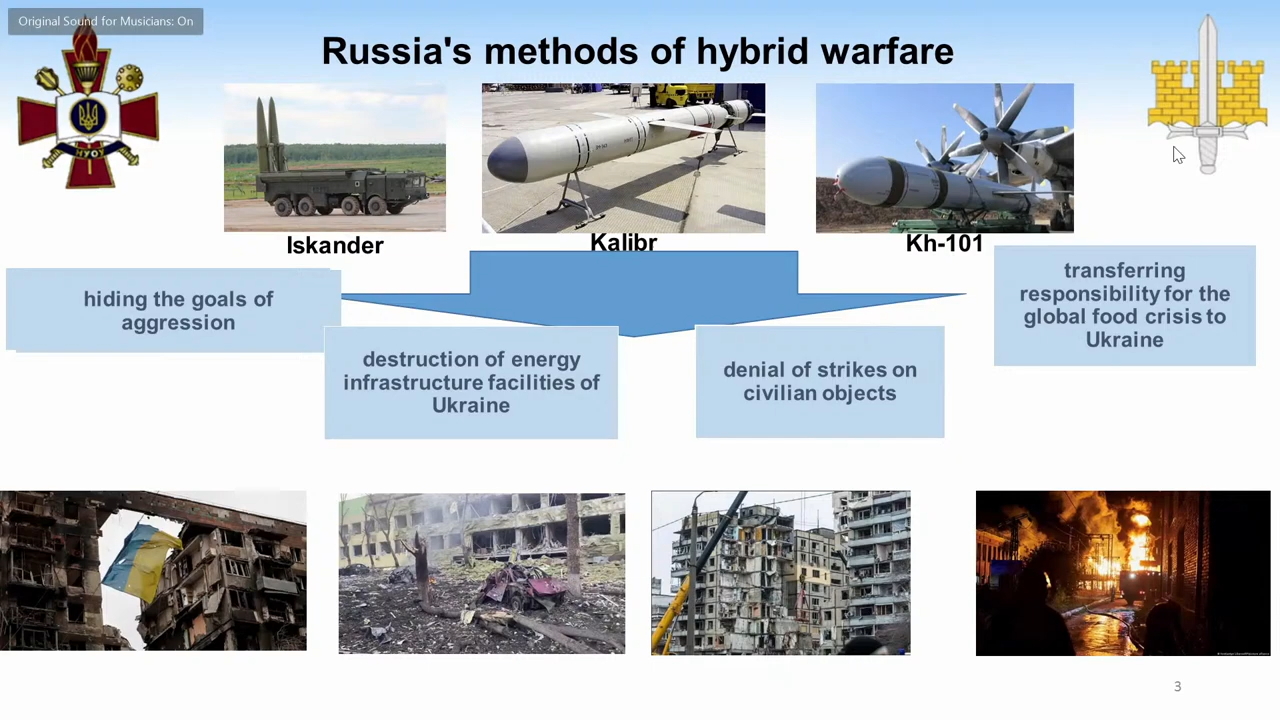 Original Sound for Musicians: On
Russia's methods of hybrid warfare
НУОУ
Iskander
Kalibr
Kh-101
hiding the goals of
aggression
destruction of energy
infrastructure facilities of
Ukraine
denial of strikes on
civilian objects
transferring
responsibility for the
global food crisis to
Ukraine
3